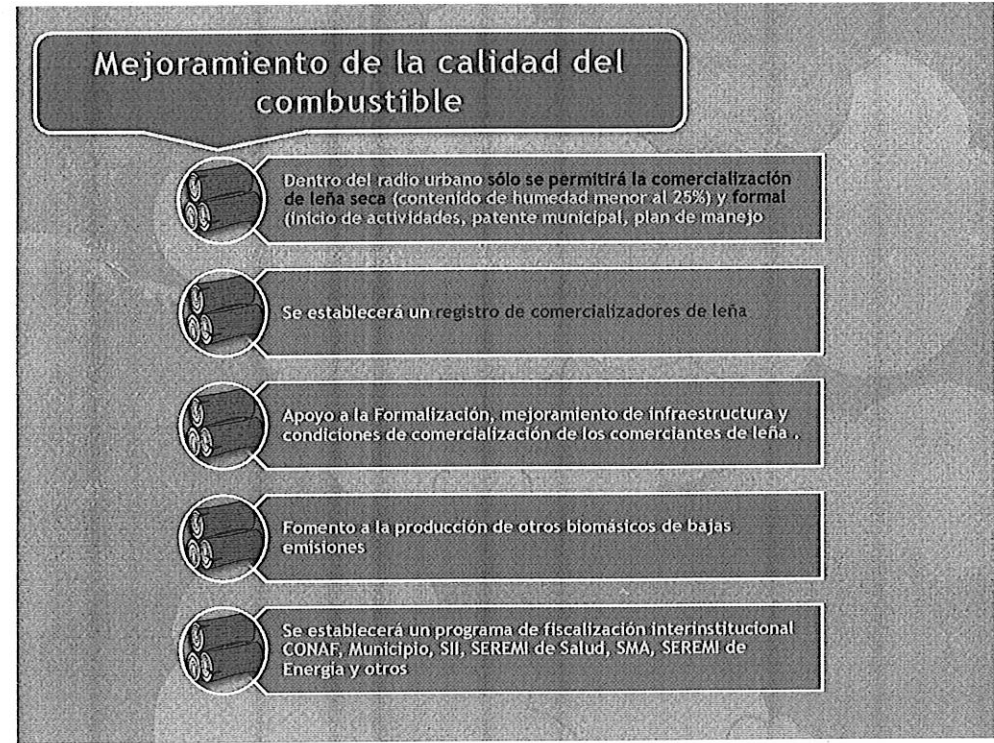 Mejoramiento de la calidad del
combustible
Dentro del radio urbano sólo se permitirá la comercialización
de leña seca (contenido de humedad menor al 25%) y formal
(inicio de actividades, patente municipal, plan de manejo
Se establecerá un registro de comercializadores de leña
Apoyo a la Formalización, mejoramiento de infraestructura y
condiciones de comercialización de los comerciantes de leña .
Fomento a la producción de otros biomásicos de bajas
emisiones
Se establecerá un programa de fiscalización interinstitucional
CONAF, Municipio, SII, SEREMI de Salud, SMA, SEREMI de
Energía y otros